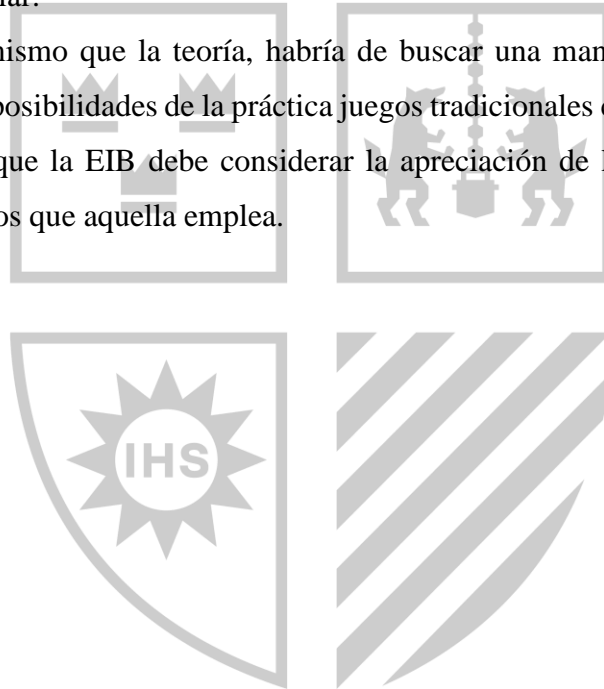 nismo que la teoría, habría de buscar una man
posibilidades de la práctica juegos tradicionales
que la EIB debe considerar la apreciación de
os que aquella emplea.
IHS